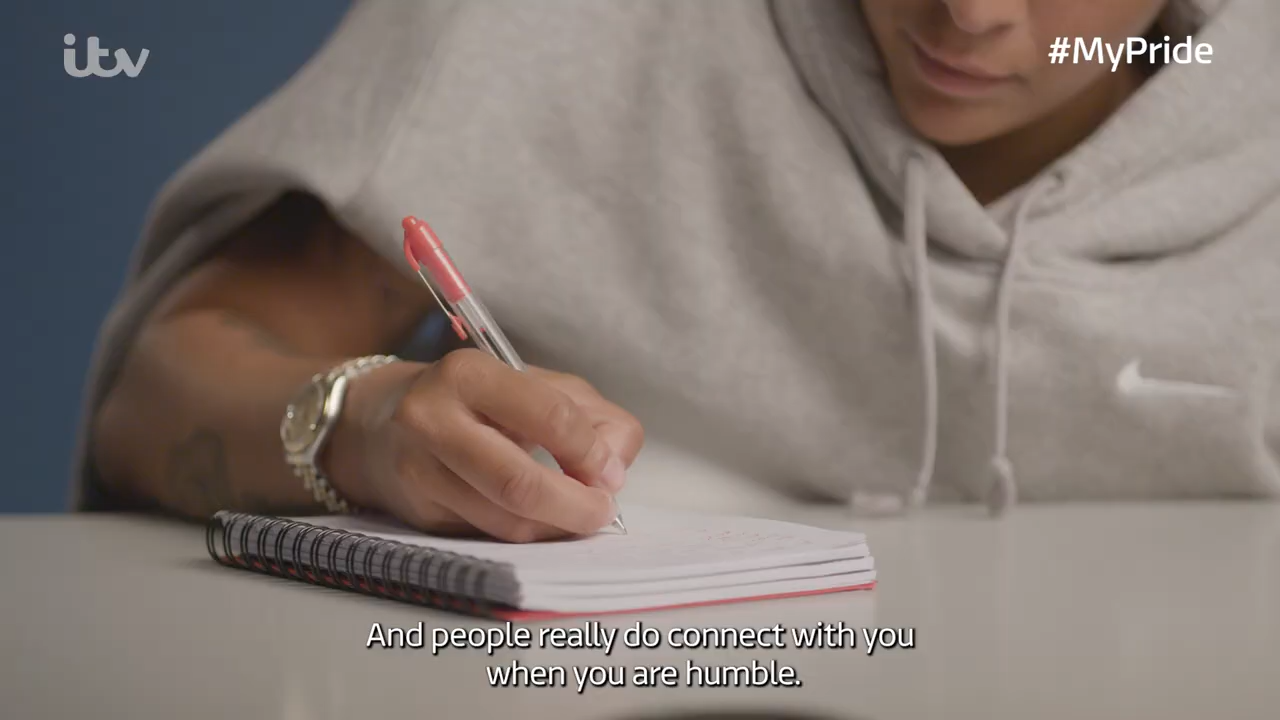 itv
#MyPride
And people really do connect with you
when you are humble.